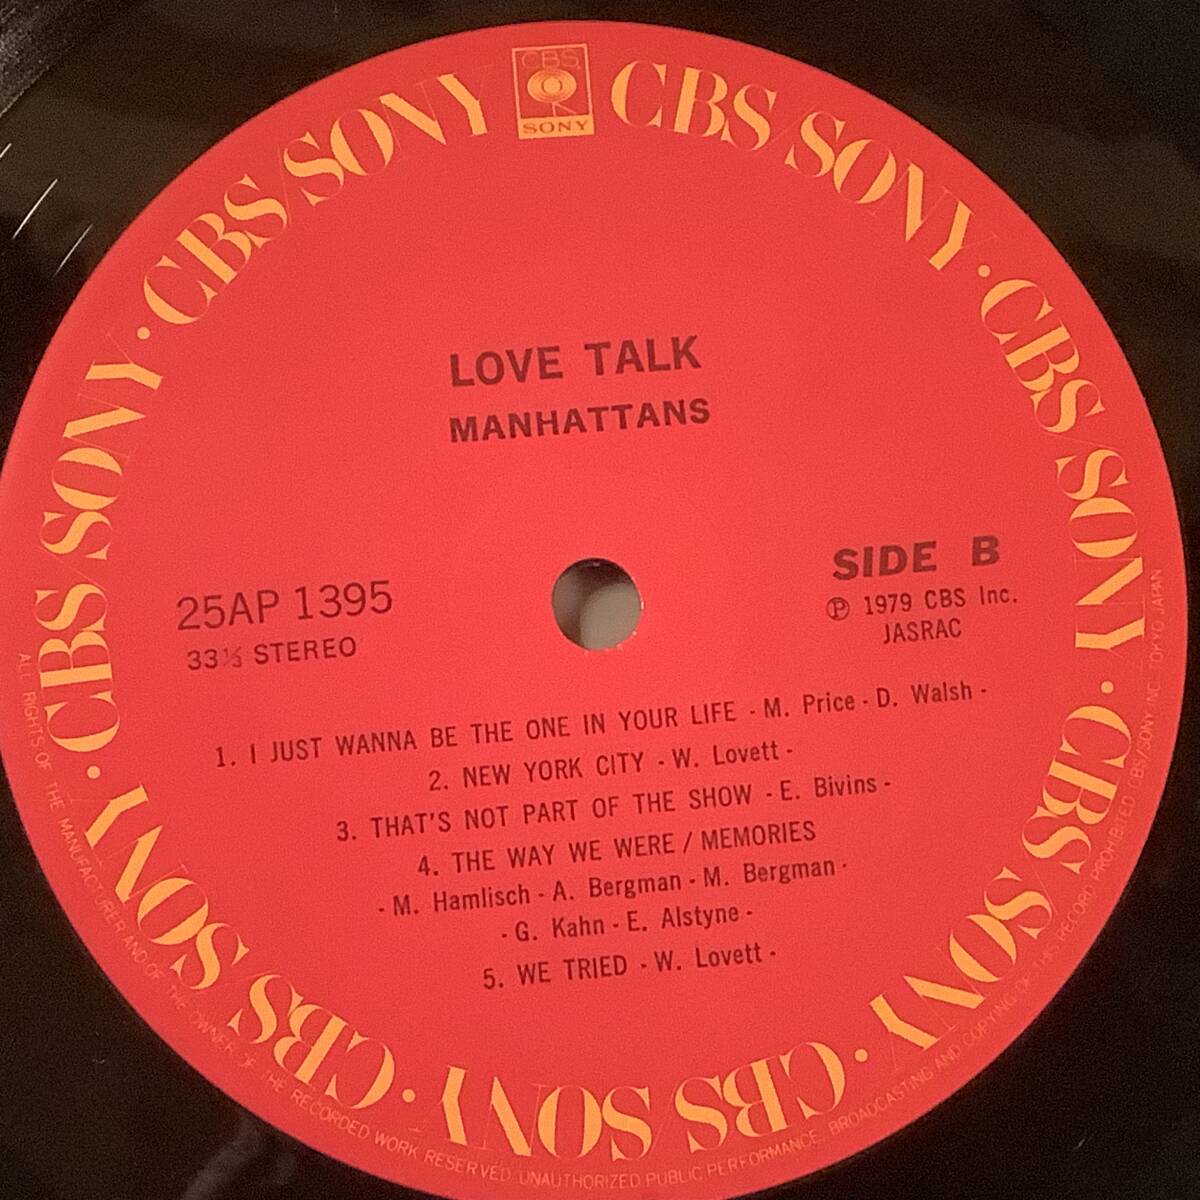 CBS
SONY
CBS/SONY · CBS/SONY · CBS/SONY · CBS/SONY · CBS/SONY · CBS/SONY · CBS/SONY
LOVE TALK
MANHATTANS
25AP 1395
33⅓ STEREO
SIDE B
Ⓟ 1979 CBS Inc.
JASRAC
1. I JUST WANNA BE THE ONE IN YOUR LIFE - M. Price - D. Walsh -
2. NEW YORK CITY - W. Lovett -
3. THAT'S NOT PART OF THE SHOW - E. Bivins -
4. THE WAY WE WERE / MEMORIES
- M. Hamlisch - A. Bergman - M. Bergman -
- G. Kahn - E. Alstyne -
5. WE TRIED - W. Lovett -
ALL RIGHTS OF THE MANUFACTURER AND OF THE OWNER OF THE RECORDED WORK RESERVED UNAUTHORIZED PUBLIC PERFORMANCE, BROADCASTING AND COPYING OF THIS RECORD PROHIBITED CBS/SONY INC. TOKYO JAPAN